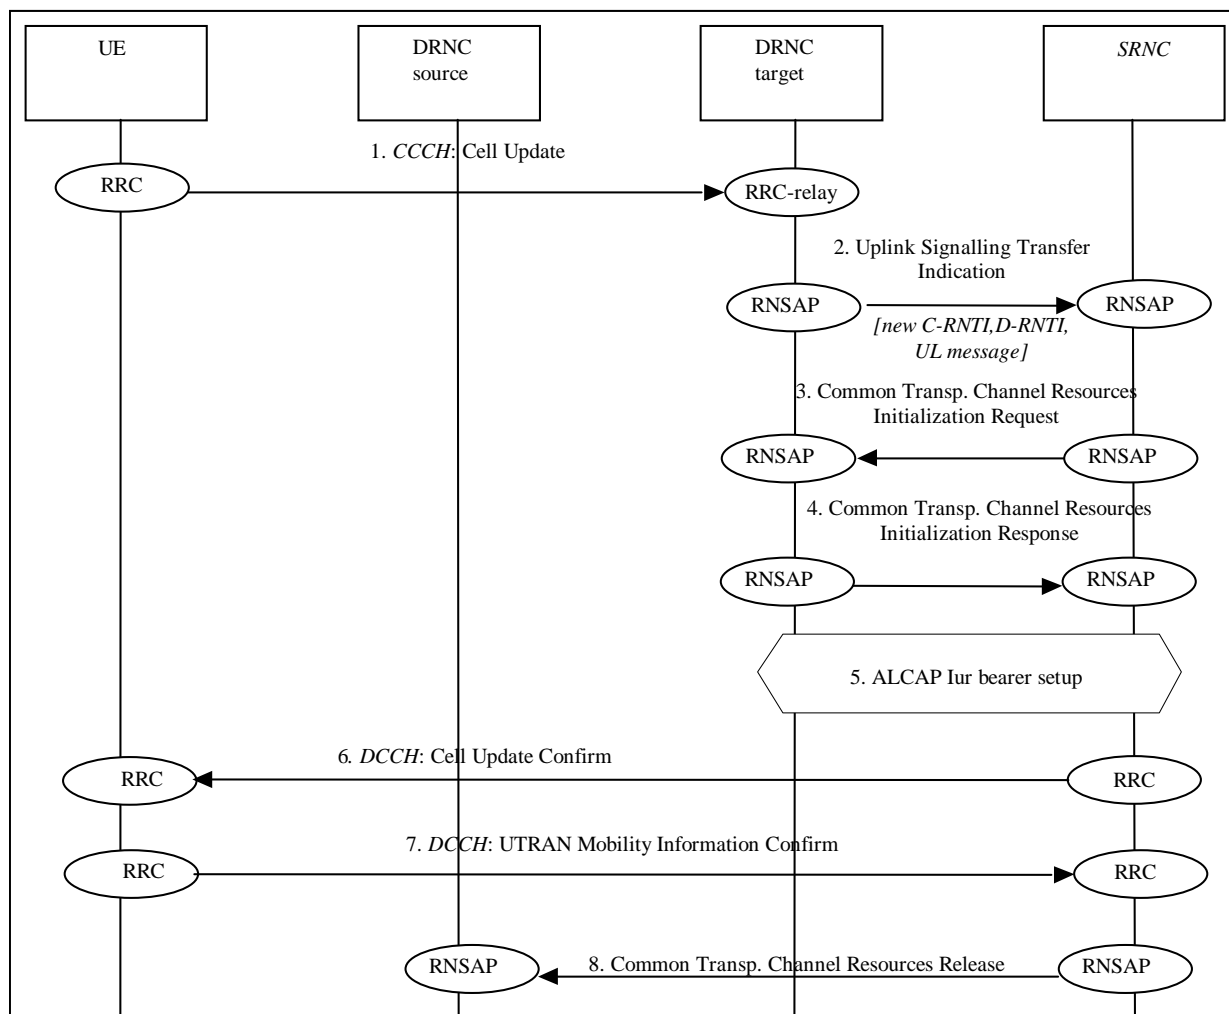 UE
DRNC
source
DRNC
target
SRNC
1. CCCH: Cell Update
RRC
RRC-relay
2. Uplink Signalling Transfer
Indication
RNSAP
RNSAP
[new C-RNTI,D-RNTI,
UL message]
3. Common Transp. Channel Resources
Initialization Request
RNSAP
RNSAP
4. Common Transp. Channel Resources
Initialization Response
RNSAP
RNSAP
5. ALCAP Iur bearer setup
6. DCCH: Cell Update Confirm
RRC
RRC
7. DCCH: UTRAN Mobility Information Confirm
RRC
RRC
RNSAP
8. Common Transp. Channel Resources Release
RNSAP